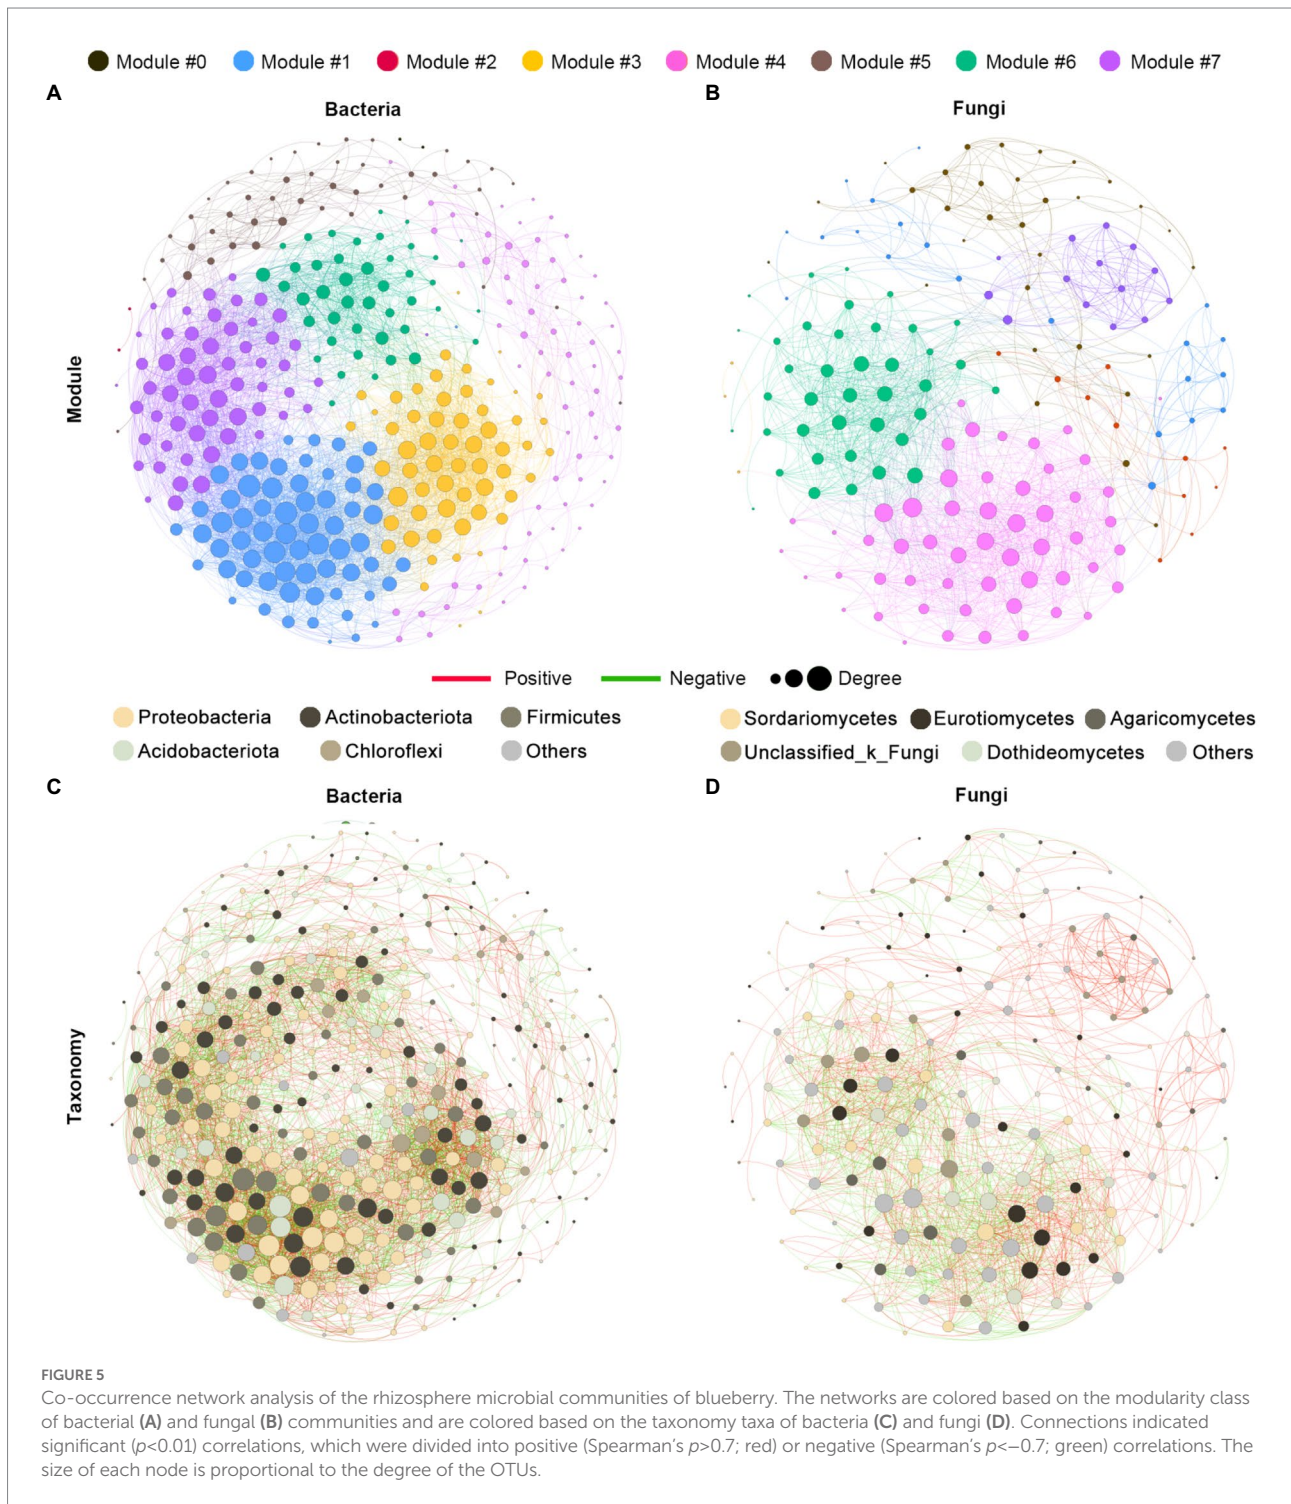 Module #0 Module #1 Module #2 Module #3 Module #4 Module #5 Module #6 Module #7
A B
Bacteria Fungi
Module
Positive Negative Degree
Proteobacteria Actinobacteriota Firmicutes
Acidobacteriota Chloroflexi Others
Sordariomycetes Eurotiomycetes Agaricomycetes
Unclassified_k_Fungi Dothideomycetes Others
C D
Bacteria Fungi
Taxonomy
FIGURE 5
Co-occurrence network analysis of the rhizosphere microbial communities of blueberry. The networks are colored based on the modularity class
of bacterial (A) and fungal (B) communities and are colored based on the taxonomy taxa of bacteria (C) and fungi (D). Connections indicated
significant (p<0.01) correlations, which were divided into positive (Spearman's p>0.7; red) or negative (Spearman's p<−0.7; green) correlations. The
size of each node is proportional to the degree of the OTUs.